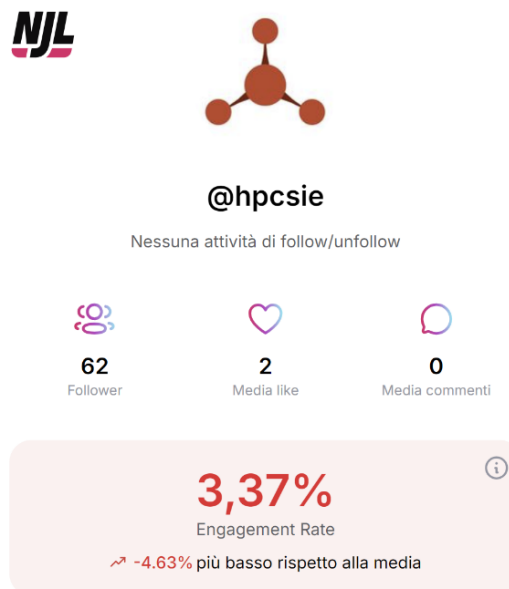 NJL
@hpcsie
Nessuna attività di follow/unfollow
62 2 0
Follower Media like Media commenti
3,37%
Engagement Rate
-4.63% più basso rispetto alla media